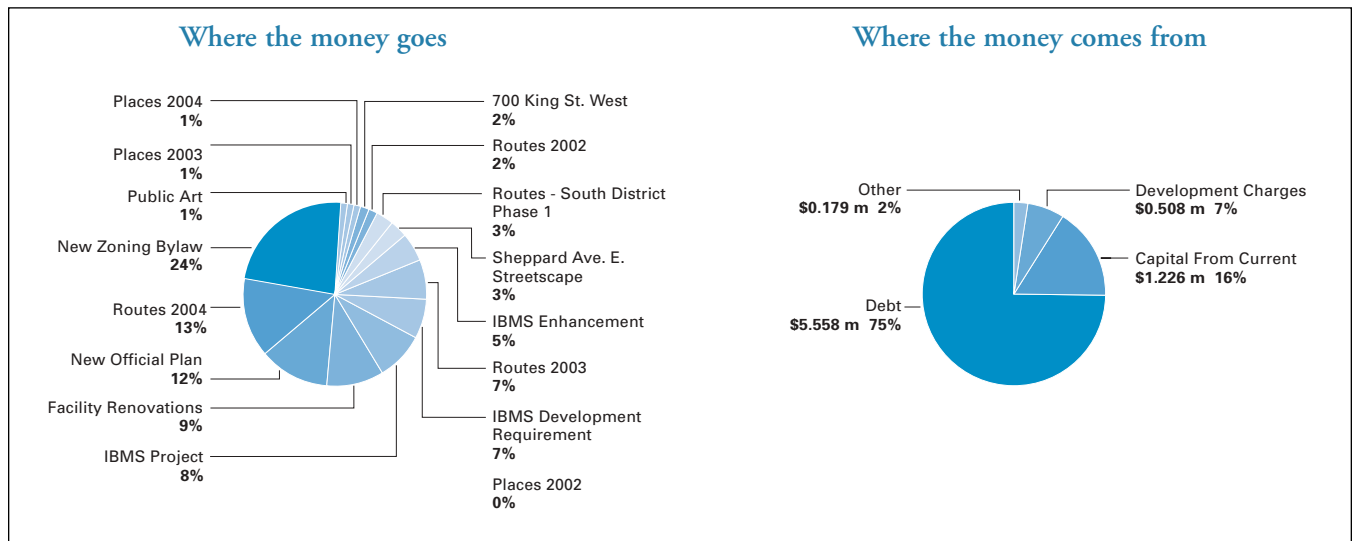 Where the money goes
Places 2004
1%
Places 2003
1%
Public Art
1%
New Zoning Bylaw
24%
Routes 2004
13%
New Official Plan
12%
Facility Renovations
9%
IBMS Project
8%
700 King St. West
2%
Routes 2002
2%
Routes - South District
Phase 1
3%
Sheppard Ave. E.
Streetscape
3%
IBMS Enhancement
5%
Routes 2003
7%
IBMS Development
Requirement
7%
Places 2002
0%
Where the money comes from
Other
$0.179 m 2%
Debt
$5.558 m 75%
Development Charges
$0.508 m 7%
Capital From Current
$1.226 m 16%